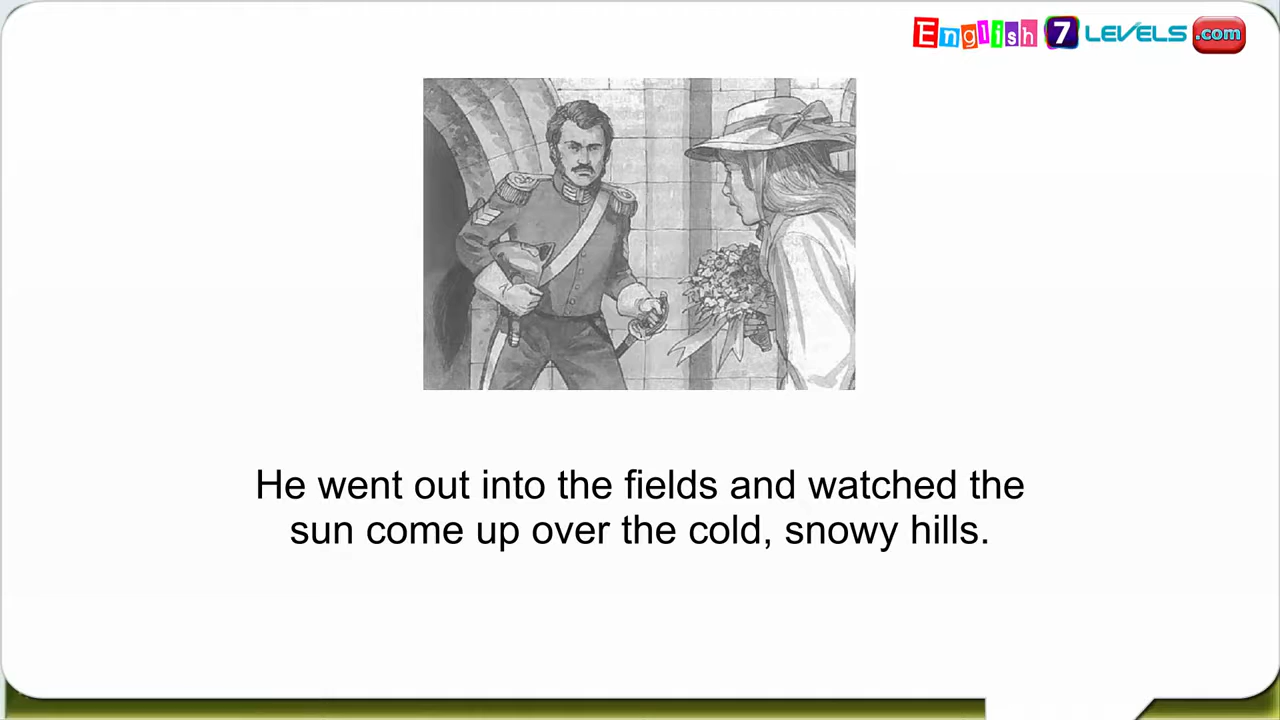 English 7 LEVELS .com
He went out into the fields and watched the
sun come up over the cold, snowy hills.